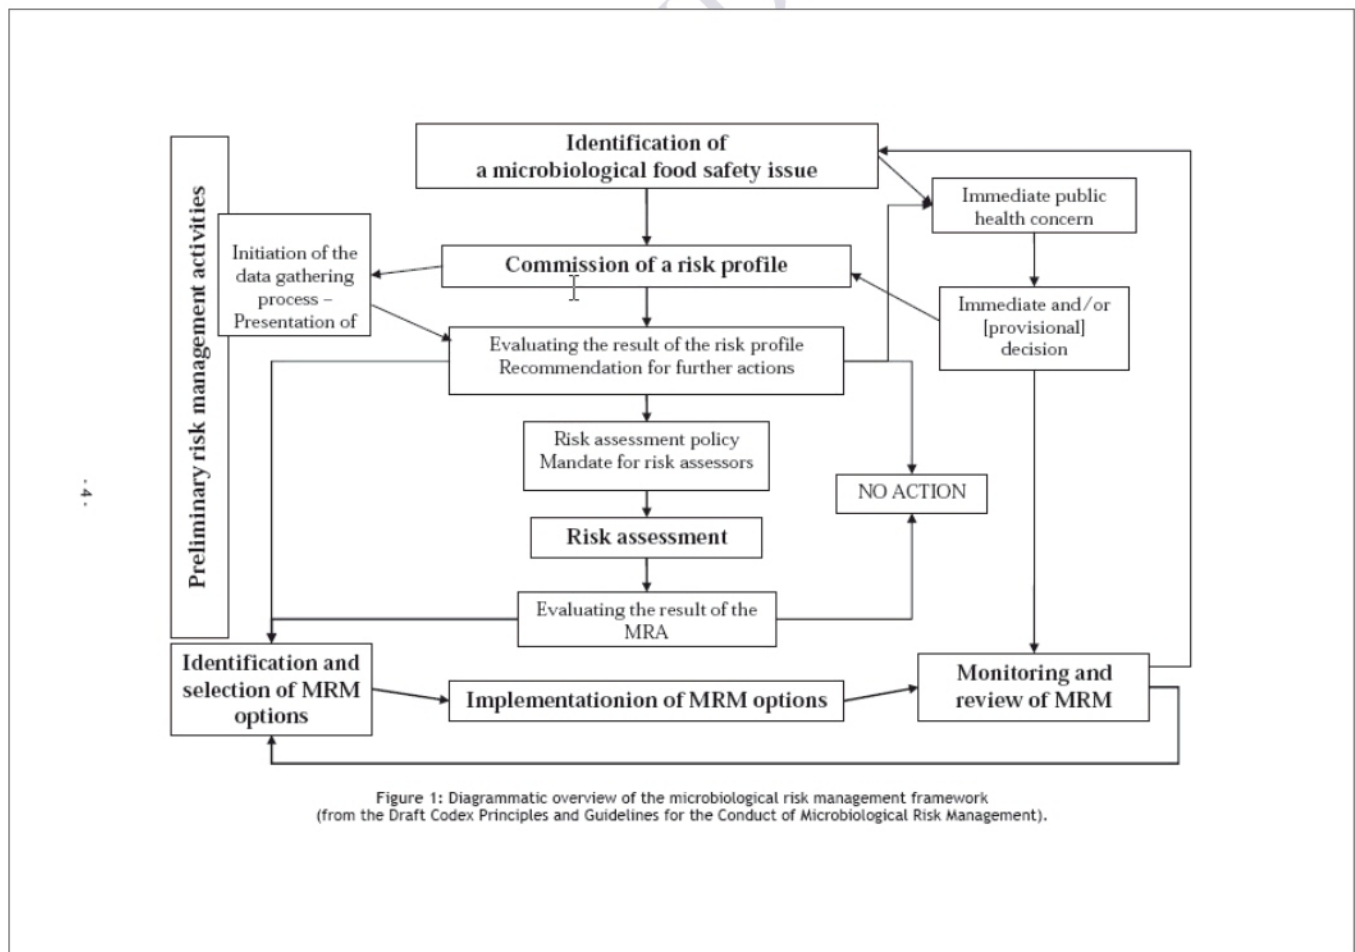 Identification of
a microbiological food safety issue
Immediate public
health concern
Initiation of the
data gathering
process –
Presentation of
Commission of a risk profile
Immediate and/or
[provisional]
decision
Evaluating the result of the risk profile
Recommendation for further actions
Preliminary risk management activities
Risk assessment policy
Mandate for risk assessors
NO ACTION
- 4 -
Risk assessment
Evaluating the result of the
MRA
Identification and
selection of MRM
options
Implementationion of MRM options
Monitoring and
review of MRM
Figure 1: Diagrammatic overview of the microbiological risk management framework
(from the Draft Codex Principles and Guidelines for the Conduct of Microbiological Risk Management).